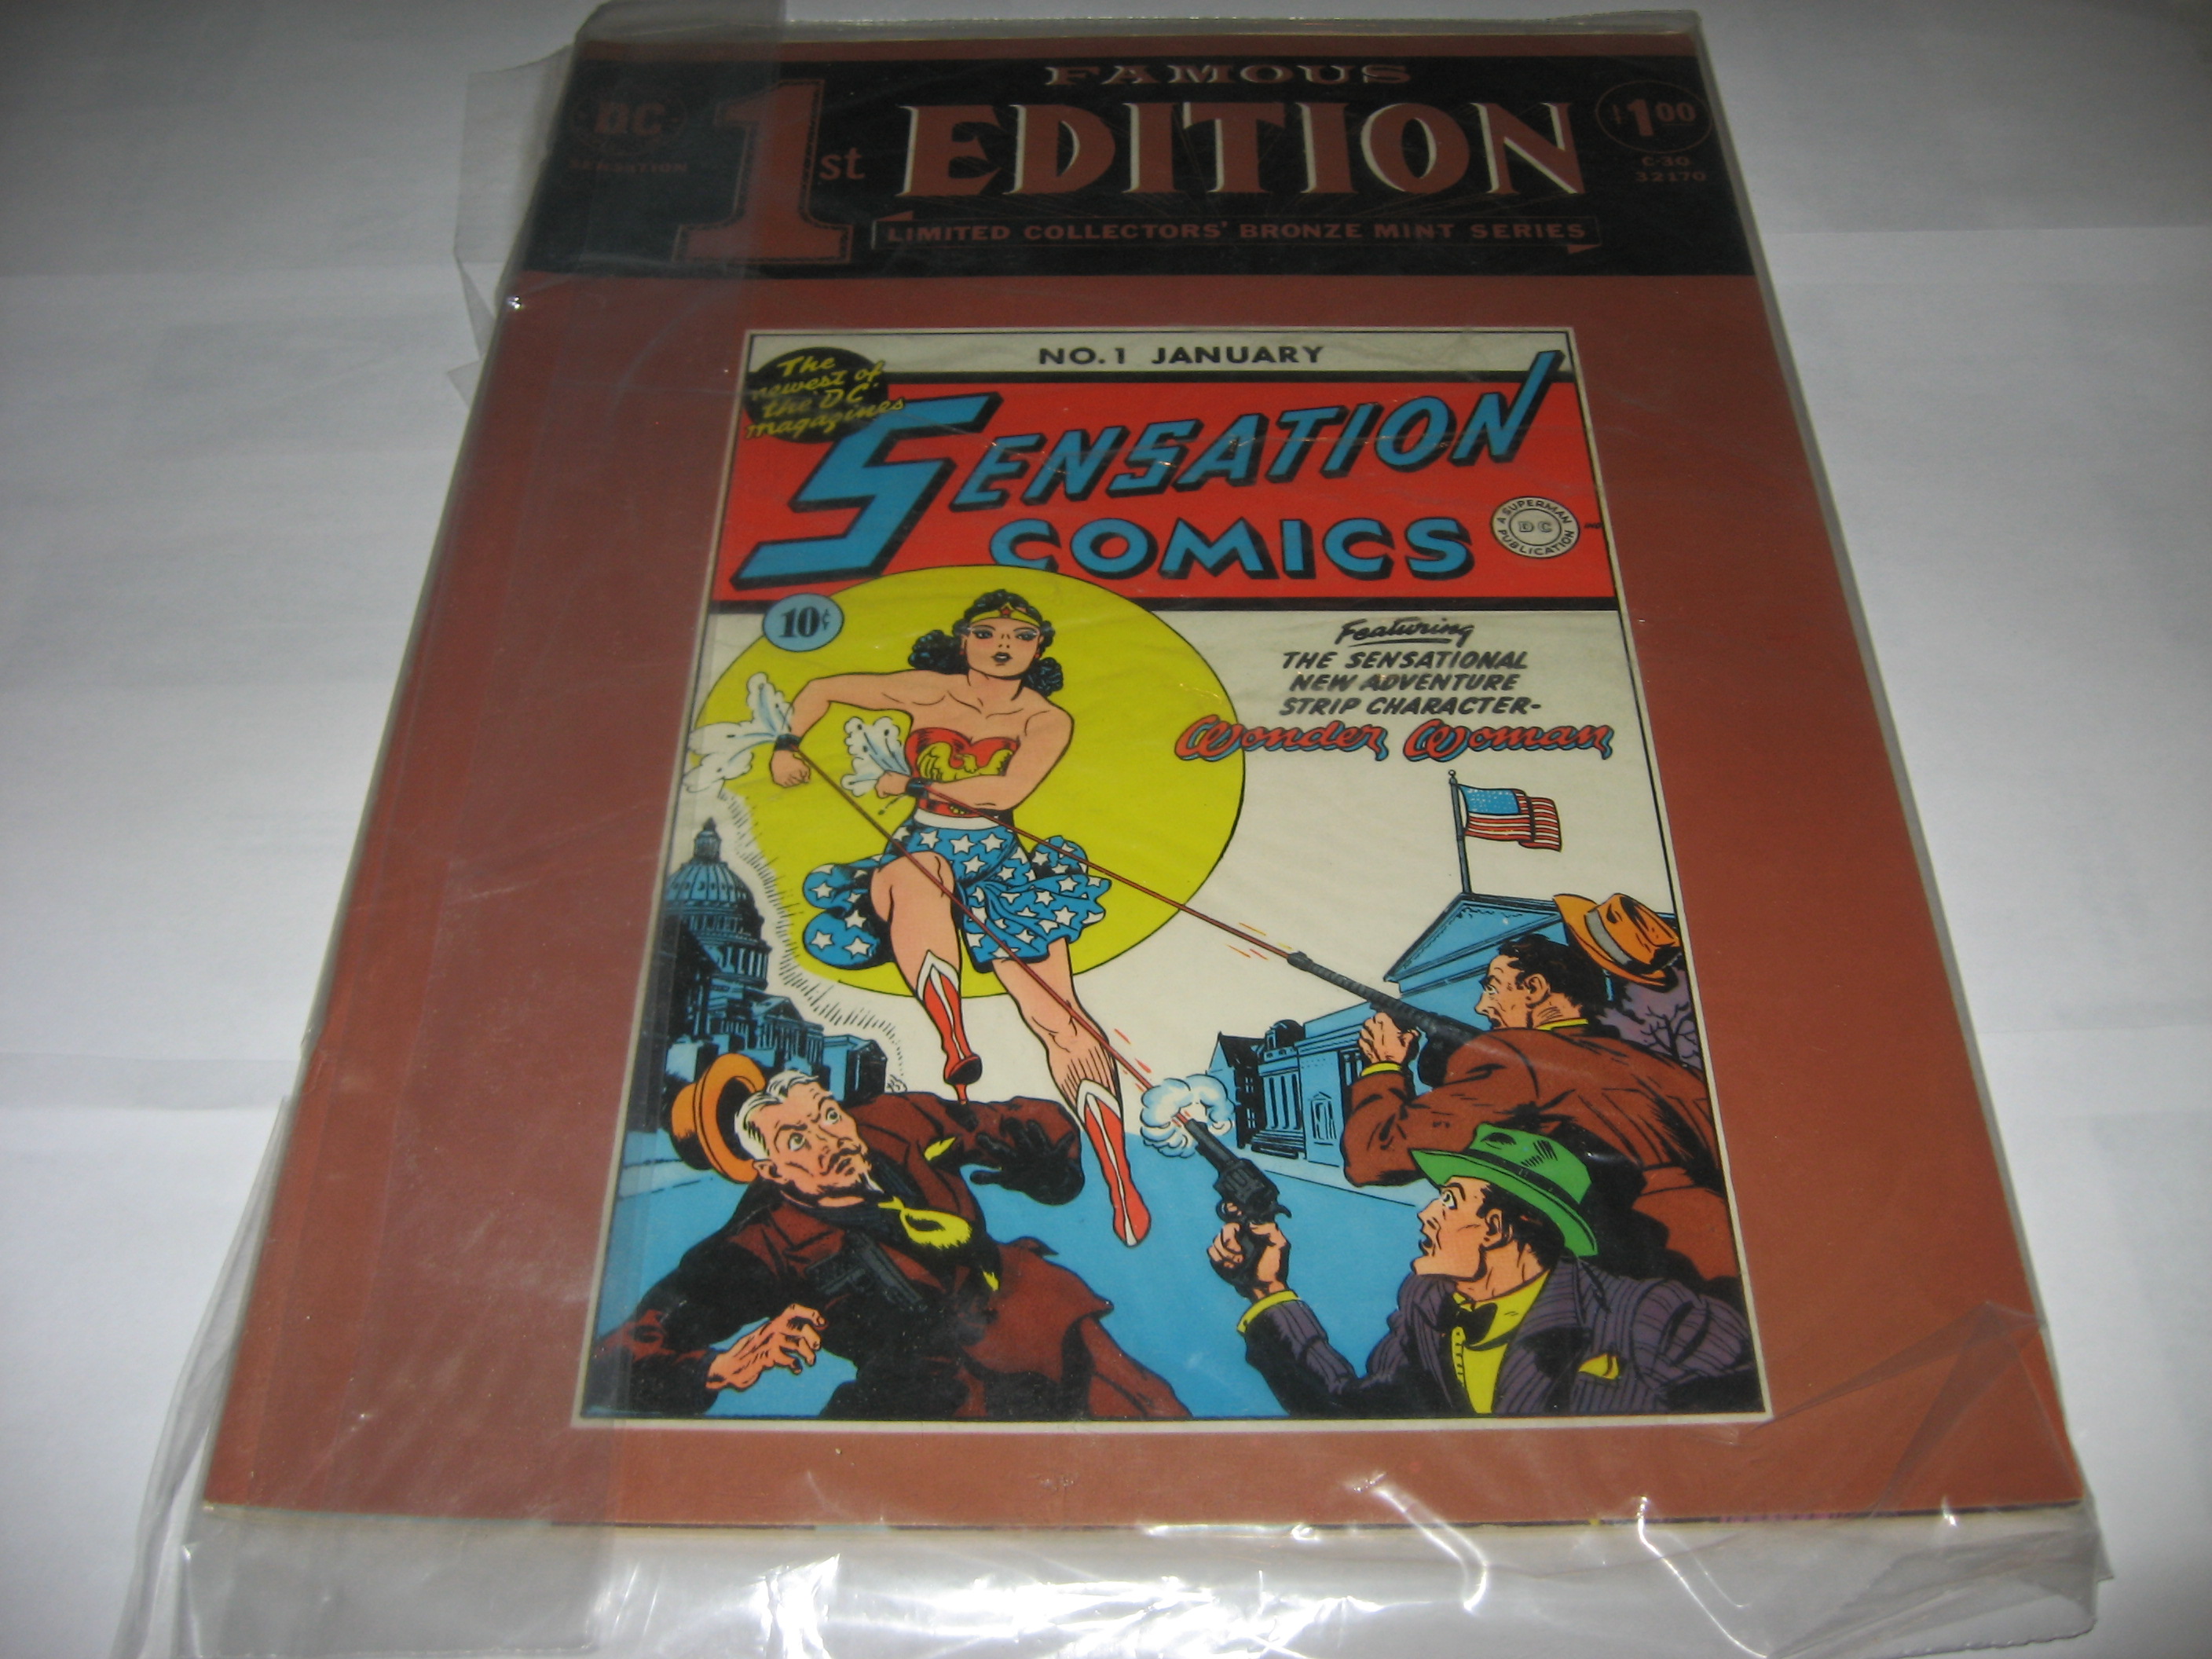 DC
SENSATION
FAMOUS
1st EDITION
LIMITED COLLECTORS' BRONZE MINT SERIES
$1.00
C-30
32170
NO. 1 JANUARY
The
newest of
the 'DC'
magazines
SENSATION
COMICS
A SUPERMAN
DC
PUBLICATION
10¢
Featuring
THE SENSATIONAL
NEW ADVENTURE
STRIP CHARACTER-
Wonder Woman